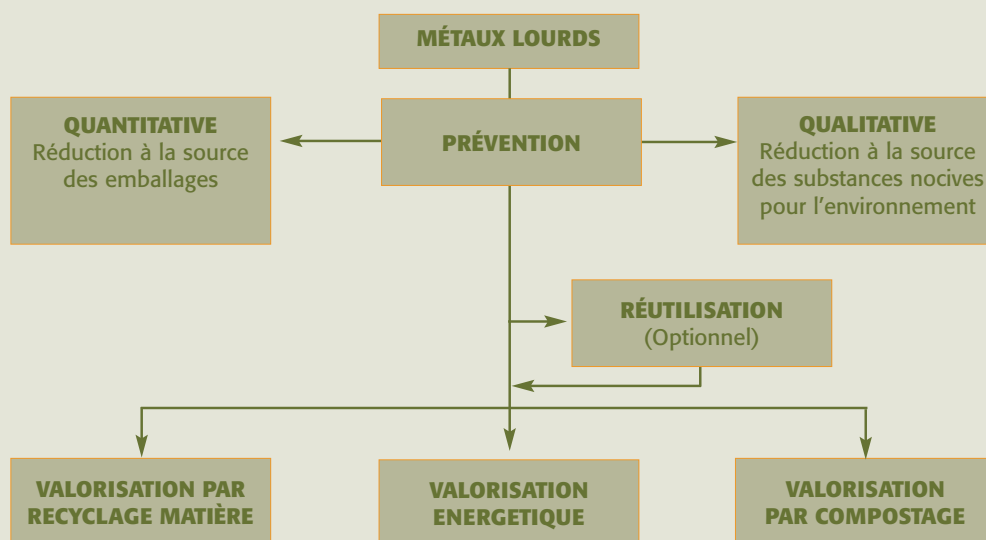 MÉTAUX LOURDS
QUANTITATIVE
Réduction à la source
des emballages
PRÉVENTION
QUALITATIVE
Réduction à la source
des substances nocives
pour l'environnement
RÉUTILISATION
(Optionnel)
VALORISATION PAR
RECYCLAGE MATIÈRE
VALORISATION
ENERGETIQUE
VALORISATION
PAR COMPOSTAGE